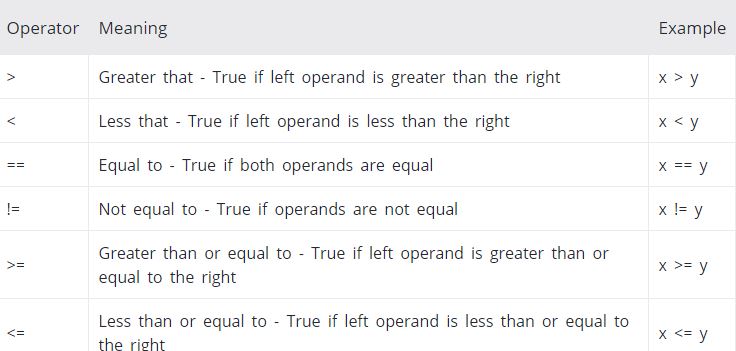 Operator Meaning Example
> Greater that - True if left operand is greater than the right x > y
< Less that - True if left operand is less than the right x < y
== Equal to - True if both operands are equal x == y
!= Not equal to - True if operands are not equal x != y
>= Greater than or equal to - True if left operand is greater than or
equal to the right x >= y
<= Less than or equal to - True if left operand is less than or equal to
the right x <= y